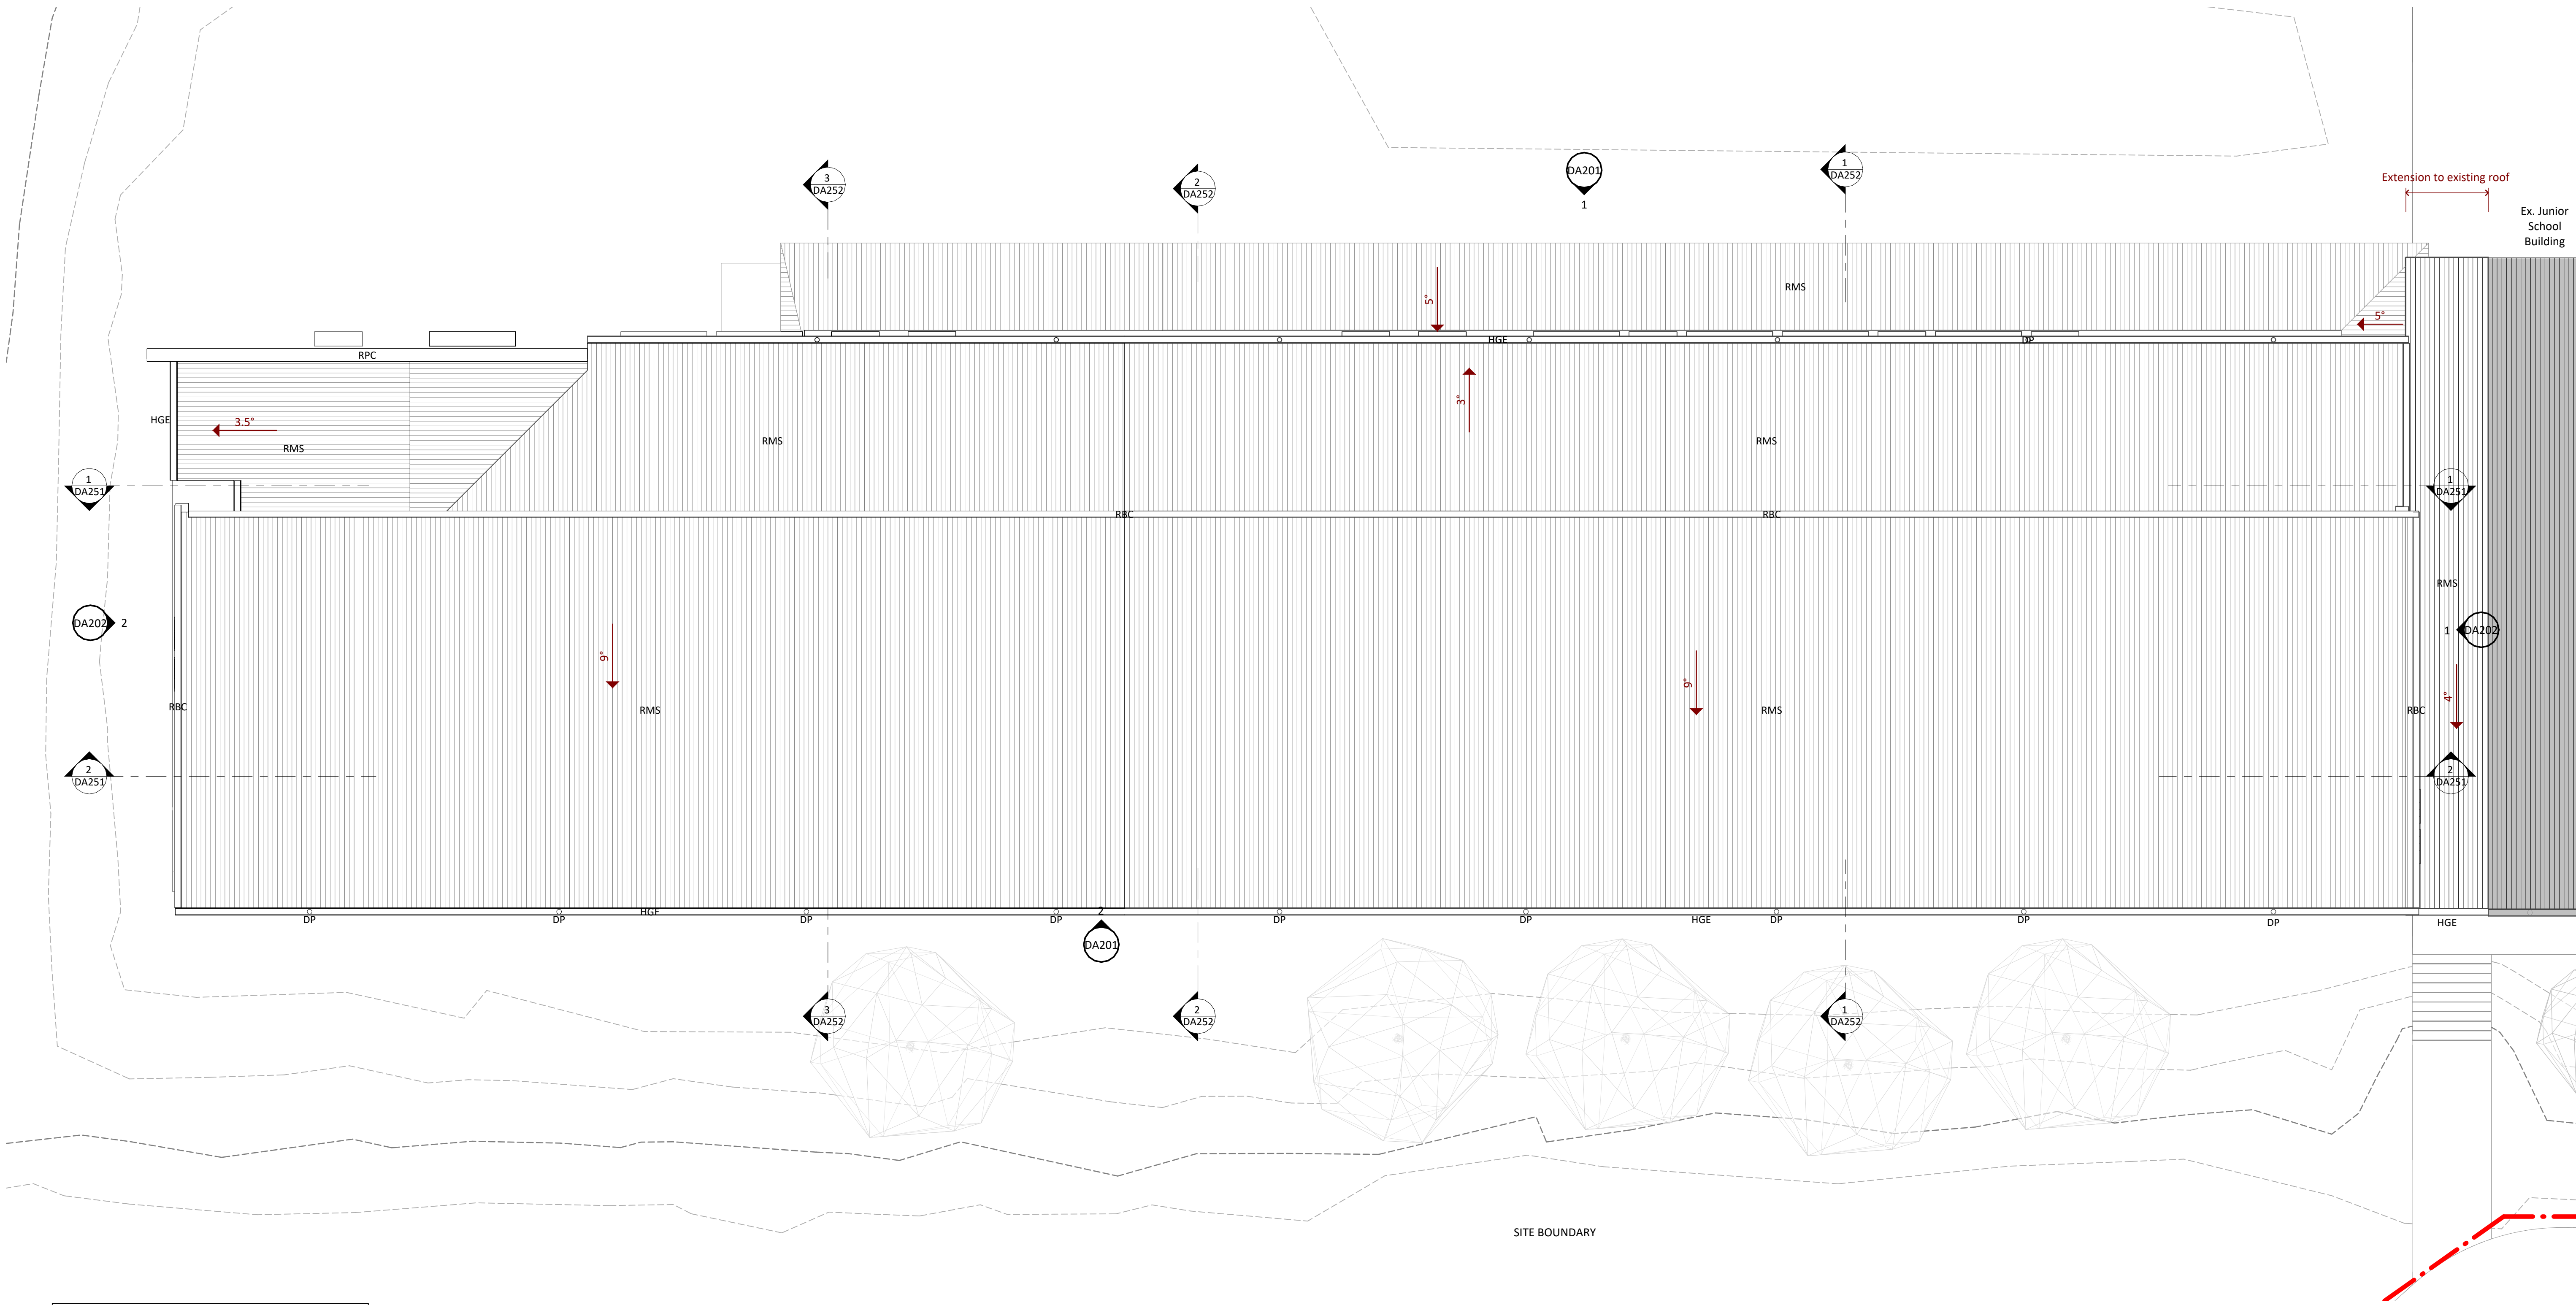 3
DA252
2
DA252
DA201
1
1
DA252
Extension to existing roof
Ex. Junior
School
Building
RMS
5°
5°
RPC
HGE
DP
3°
HGE
3.5°
RMS
RMS
RMS
1
DA251
1
DA251
RBC
RBC
RMS
DA202
2
1
DA202
9°
9°
4°
RBC
RMS
RMS
RBC
2
DA251
2
DA251
DP
DP
HGE
DP
DP
2
DP
DP
HGE
DP
DP
DP
HGE
DA201
3
DA252
2
DA252
1
DA252
SITE BOUNDARY